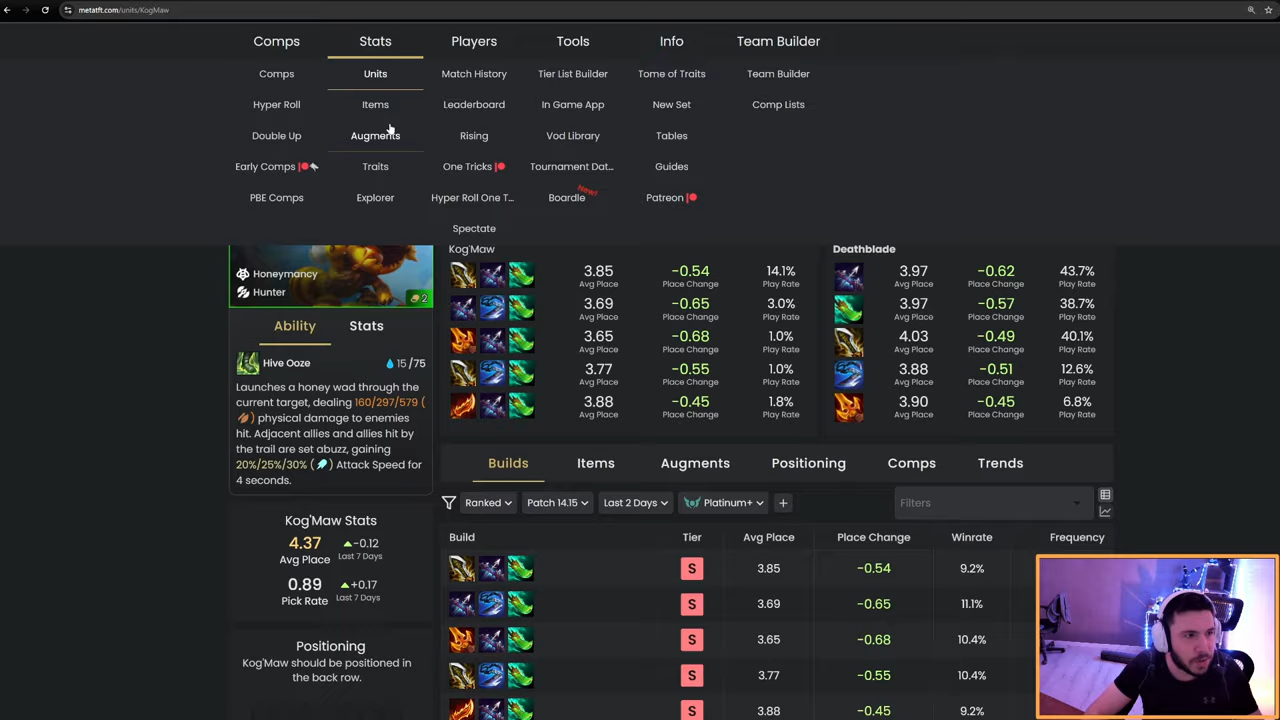 metatft.com/units/KogMaw
Comps Stats Players Tools Info Team Builder
Comps Units Match History Tier List Builder Tome of Traits Team Builder
Hyper Roll Items Leaderboard In Game App New Set Comp Lists
Double Up Augments Rising Vod Library Tables
Early Comps Traits One Tricks Tournament Dat... Guides
New!
PBE Comps Explorer Hyper Roll One T... Boardle Patreon
Spectate
Kog'Maw Deathblade
Honeymancy
Hunter
2
3.85 -0.54 14.1% 3.97 -0.62 43.7%
Avg Place Place Change Play Rate Avg Place Place Change Play Rate
3.69 -0.65 3.0% 3.97 -0.57 38.7%
Avg Place Place Change Play Rate Avg Place Place Change Play Rate
3.65 -0.68 1.0% 4.03 -0.49 40.1%
Avg Place Place Change Play Rate Avg Place Place Change Play Rate
3.77 -0.55 1.0% 3.88 -0.51 12.6%
Avg Place Place Change Play Rate Avg Place Place Change Play Rate
3.88 -0.45 1.8% 3.90 -0.45 6.8%
Avg Place Place Change Play Rate Avg Place Place Change Play Rate
Ability Stats
Hive Ooze 15/75
Launches a honey wad through the
current target, dealing 160/297/579 (
) physical damage to enemies
hit. Adjacent allies and allies hit by
the trail are set abuzz, gaining
20%/25%/30% ( ) Attack Speed for
4 seconds.
Kog'Maw Stats
4.37 -0.12
Avg Place Last 7 Days
0.89 +0.17
Pick Rate Last 7 Days
Positioning
Kog'Maw should be positioned in
the back row.
Builds Items Augments Positioning Comps Trends
Ranked Patch 14.15 Last 2 Days Platinum+ + Filters
Build Tier Avg Place Place Change Winrate Frequency
S 3.85 -0.54 9.2%
S 3.69 -0.65 11.1%
S 3.65 -0.68 10.4%
S 3.77 -0.55 10.4%
S 3.88 -0.45 9.2%